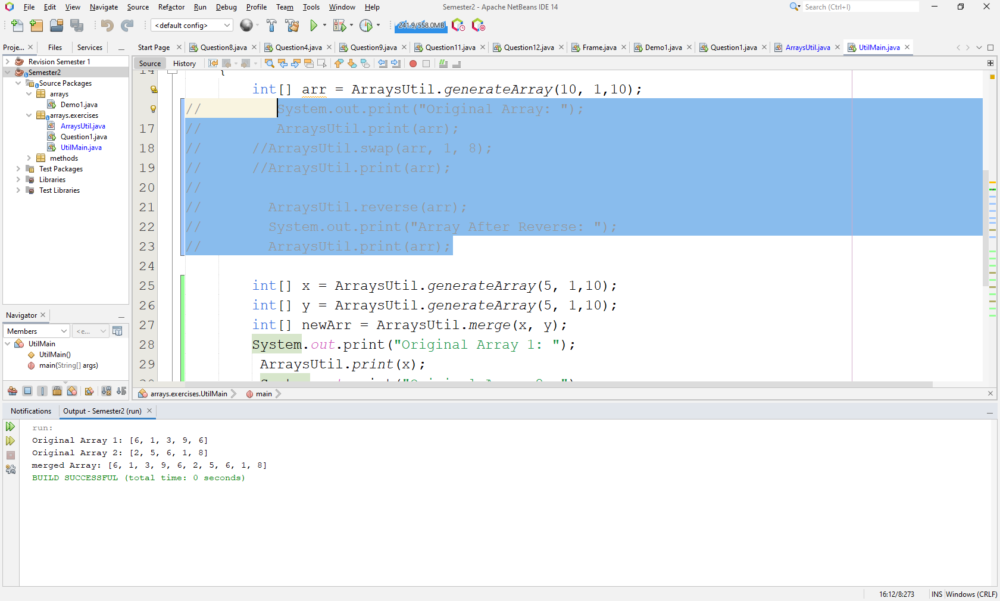 File Edit View Navigate Source Refactor Run Debug Profile Team Tools Window Help
Semester2 - Apache NetBeans IDE 14
Search (Ctrl+I)
<default config>
241.9/558.0MB
Proje...
Files
Services
Start Page
Question8.java
Question4.java
Question9.java
Question11.java
Question12.java
Frame.java
Demo1.java
Question1.java
ArraysUtil.java
UtilMain.java
Source
History
Revision Semester 1
Semester2
Source Packages
arrays
Demo1.java
arrays.exercises
ArraysUtil.java
Question1.java
UtilMain.java
methods
Test Packages
Libraries
Test Libraries
14 {
int[] arr = ArraysUtil.generateArray(10, 1,10);
// System.out.print("Original Array: ");
17 // ArraysUtil.print(arr);
18 // //ArraysUtil.swap(arr, 1, 8);
19 // //ArraysUtil.print(arr);
20 //
21 // ArraysUtil.reverse(arr);
22 // System.out.print("Array After Reverse: ");
23 // ArraysUtil.print(arr);
24
25 int[] x = ArraysUtil.generateArray(5, 1,10);
26 int[] y = ArraysUtil.generateArray(5, 1,10);
27 int[] newArr = ArraysUtil.merge(x, y);
28 System.out.print("Original Array 1: ");
29 ArraysUtil.print(x);
Navigator
Members
<e...
UtilMain
UtilMain()
main(String[] args)
arrays.exercises.UtilMain
main
Notifications
Output - Semester2 (run)
run:
Original Array 1: [6, 1, 3, 9, 6]
Original Array 2: [2, 5, 6, 1, 8]
merged Array: [6, 1, 3, 9, 6, 2, 5, 6, 1, 8]
BUILD SUCCESSFUL (total time: 0 seconds)
16:12/8:273
INS
Windows (CRLF)